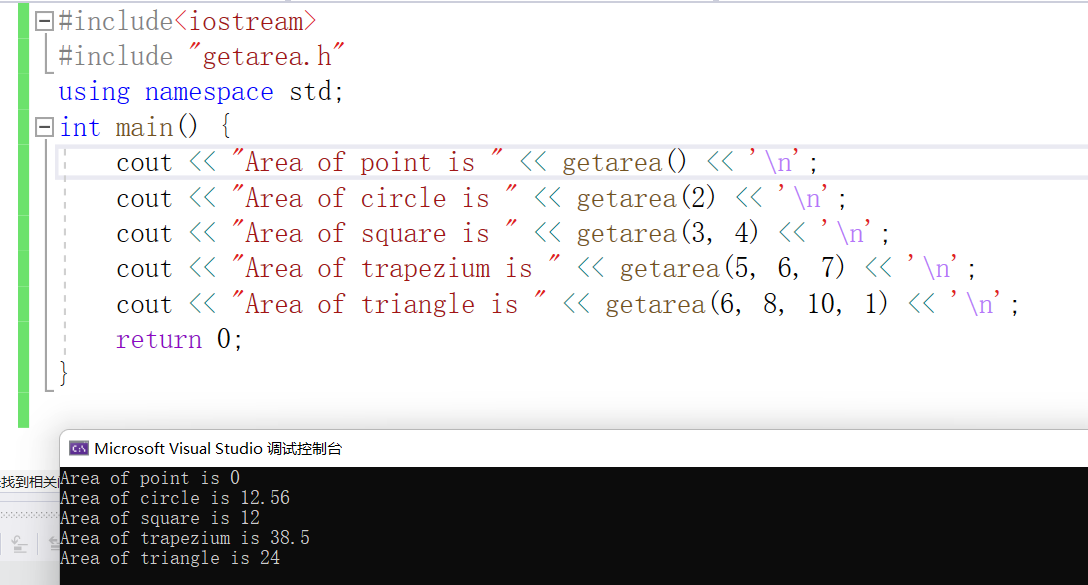 #include<iostream>
#include "getarea.h"
using namespace std;
int main() {
cout << "Area of point is " << getarea() << '\n';
cout << "Area of circle is " << getarea(2) << '\n';
cout << "Area of square is " << getarea(3, 4) << '\n';
cout << "Area of trapezium is " << getarea(5, 6, 7) << '\n';
cout << "Area of triangle is " << getarea(6, 8, 10, 1) << '\n';
return 0;
}
Microsoft Visual Studio 调试控制台
找到相关
Area of point is 0
Area of circle is 12.56
Area of square is 12
Area of trapezium is 38.5
Area of triangle is 24